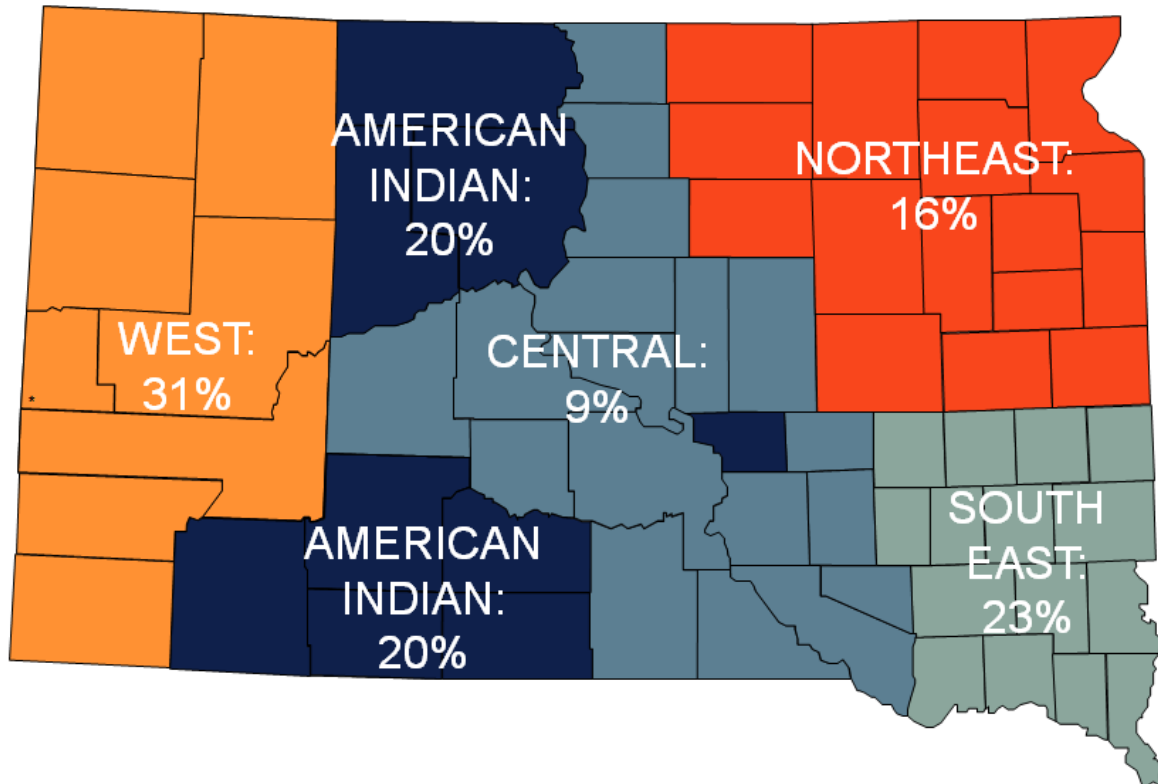 AMERICAN
INDIAN:
20%
NORTHEAST:
16%
WEST:
31%
CENTRAL:
9%
*
SOUTH
EAST:
23%
AMERICAN
INDIAN:
20%